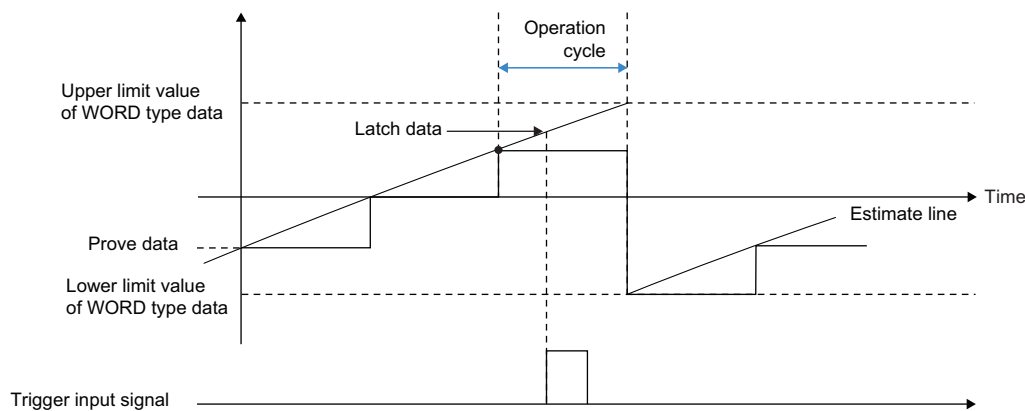 Operation
cycle
Upper limit value
of WORD type data
Latch data
Time
Estimate line
Prove data
Lower limit value
of WORD type data
Trigger input signal